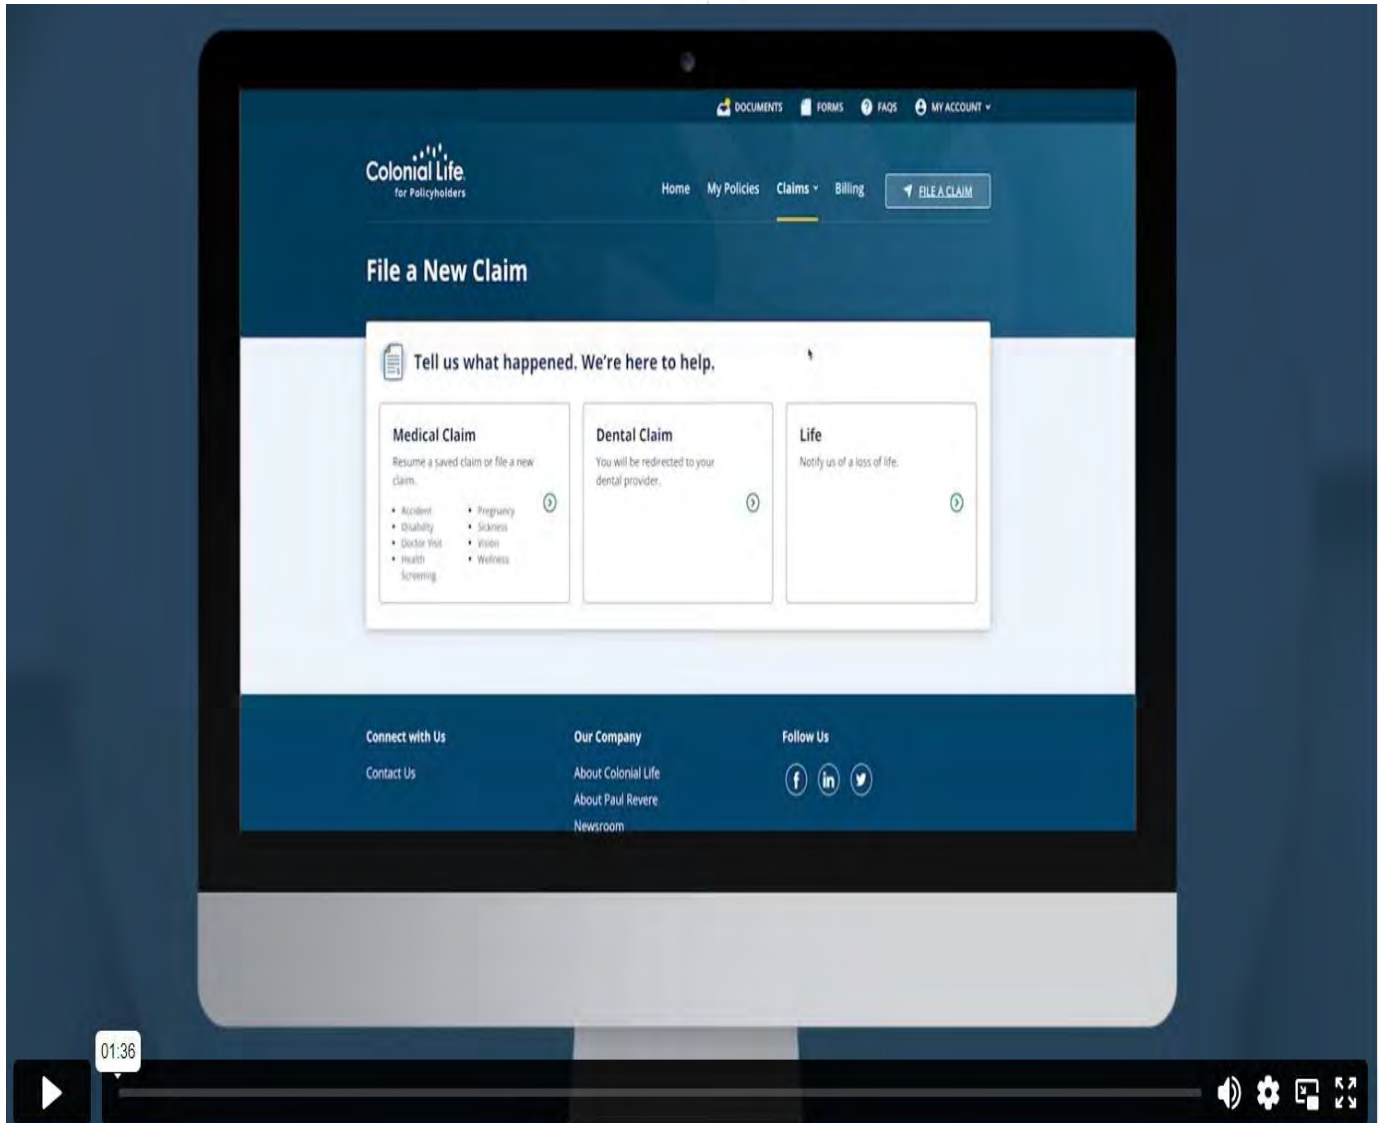 DOCUMENTS FORMS FAQS MY ACCOUNT
Colonial Life
for Policyholders
Home My Policies Claims Billing FILE A CLAIM
File a New Claim
Tell us what happened. We're here to help.
Medical Claim
Resume a saved claim or file a new
claim.
• Accident
• Disability
• Doctor Visit
• Health
Screening
• Pregnancy
• Sickness
• Vision
• Wellness
Dental Claim
You will be redirected to your
dental provider.
Life
Notify us of a loss of life.
Connect with Us
Contact Us
Our Company
About Colonial Life
About Paul Revere
Newsroom
Follow Us
01:36